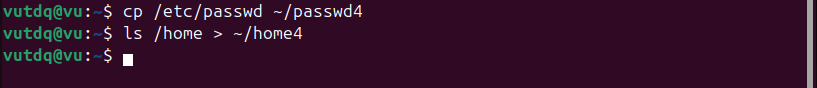 vutdq@vu:~$ cp /etc/passwd ~/passwd4
vutdq@vu:~$ ls /home > ~/home4
vutdq@vu:~$